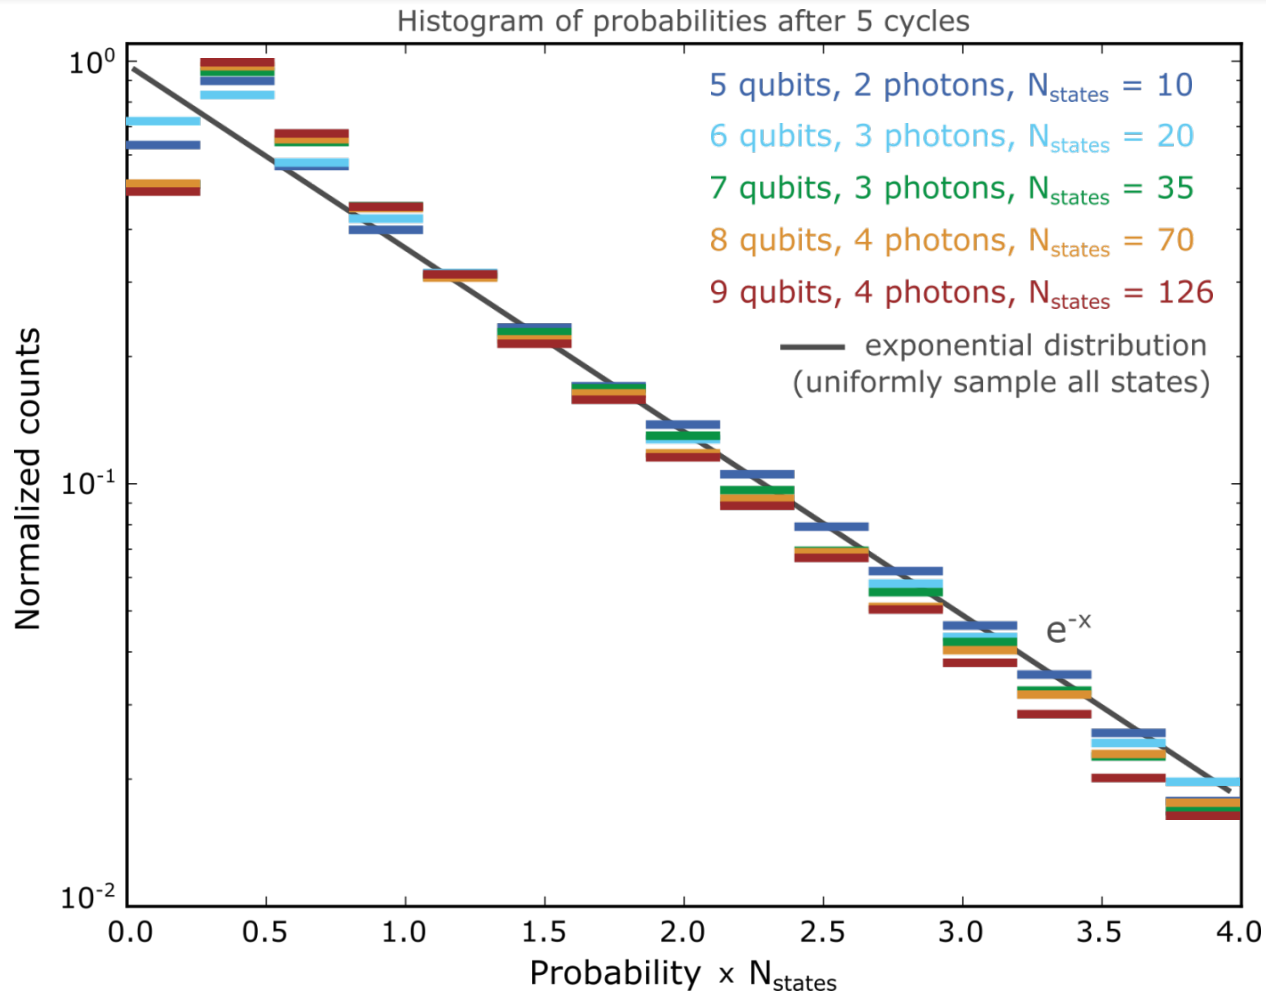 Histogram of probabilities after 5 cycles
5 qubits, 2 photons, N_states = 10
6 qubits, 3 photons, N_states = 20
7 qubits, 3 photons, N_states = 35
8 qubits, 4 photons, N_states = 70
9 qubits, 4 photons, N_states = 126
exponential distribution
(uniformly sample all states)
e^-x
Normalized counts
10^0
10^-1
10^-2
0.0 0.5 1.0 1.5 2.0 2.5 3.0 3.5 4.0
Probability x N_states